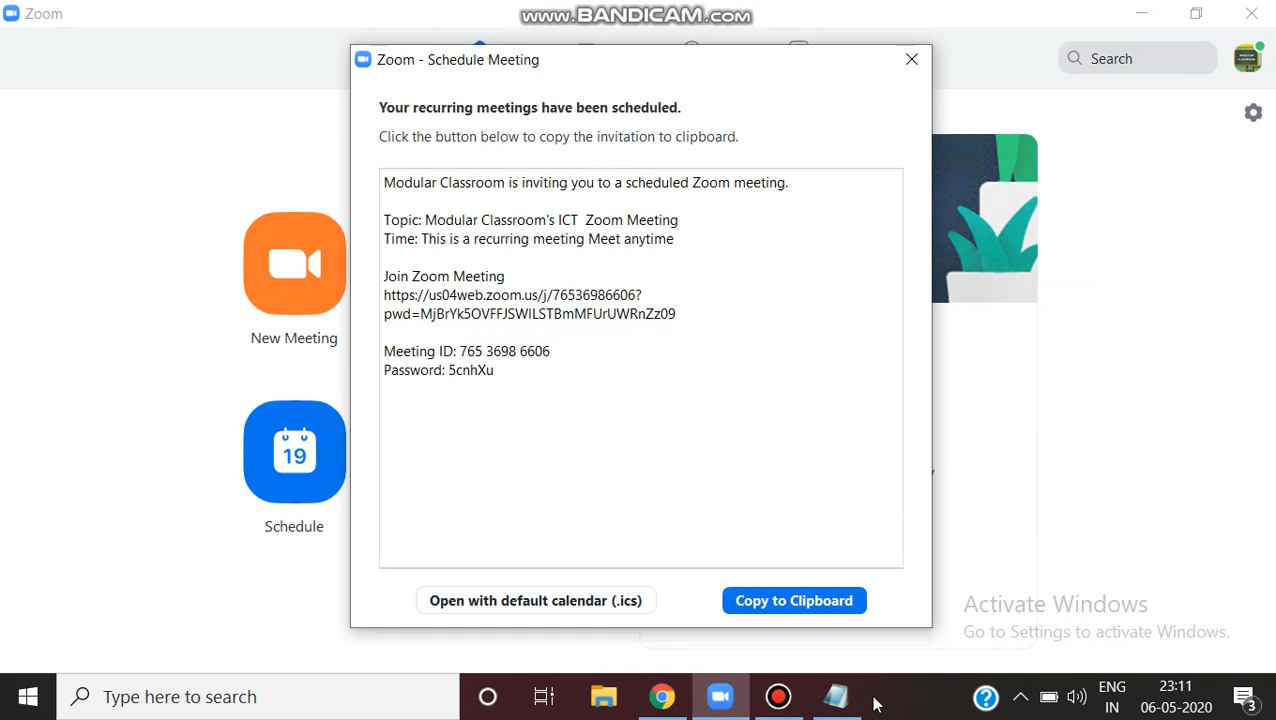 Zoom
www.BANDICAM.com
Zoom - Schedule Meeting
Search
Your recurring meetings have been scheduled.
Click the button below to copy the invitation to clipboard.
Modular Classroom is inviting you to a scheduled Zoom meeting.
Topic: Modular Classroom's ICT  Zoom Meeting
Time: This is a recurring meeting Meet anytime
Join Zoom Meeting
https://us04web.zoom.us/j/76536986606?
pwd=MjBrYk5OVFFJSWlLSTBmMFUrUWRnZz09
Meeting ID: 765 3698 6606
Password: 5cnhXu
New Meeting
19
Schedule
Open with default calendar (.ics)
Copy to Clipboard
Activate Windows
Go to Settings to activate Windows.
Type here to search
ENG
IN
23:11
06-05-2020
3